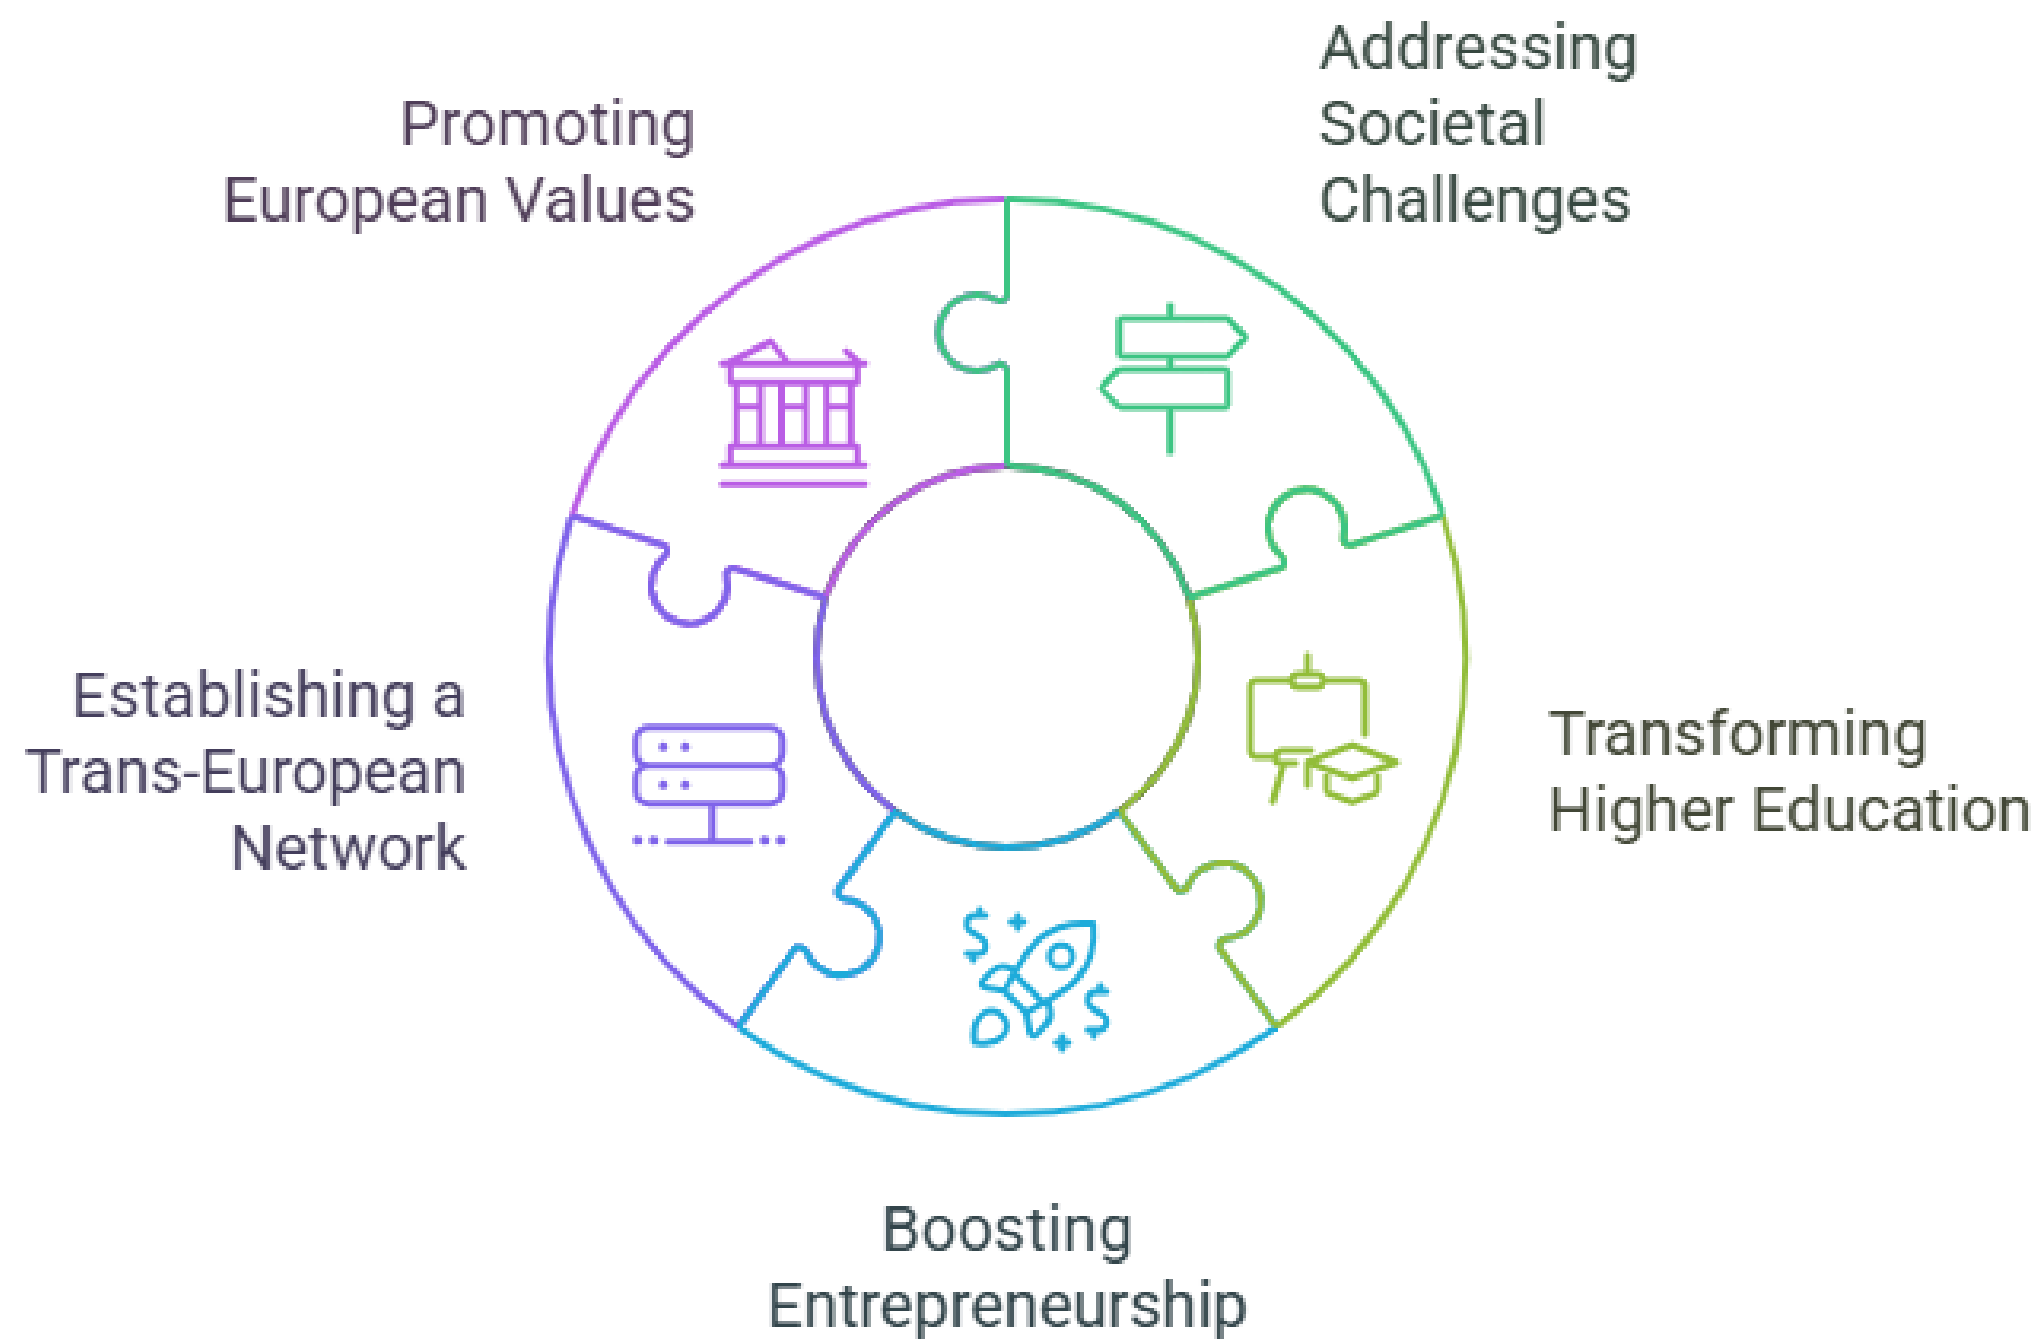 Promoting
European Values
Addressing
Societal
Challenges
Establishing a
Trans-European
Network
Transforming
Higher Education
Boosting
Entrepreneurship